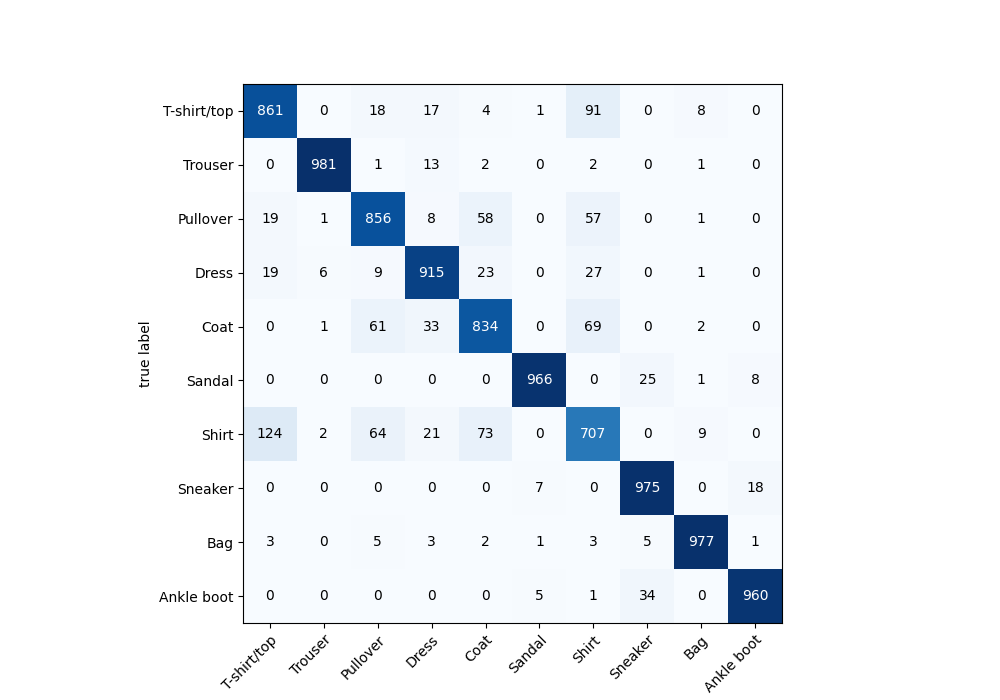 T-shirt/top 861 0 18 17 4 1 91 0 8 0
Trouser 0 981 1 13 2 0 2 0 1 0
Pullover 19 1 856 8 58 0 57 0 1 0
Dress 19 6 9 915 23 0 27 0 1 0
Coat 0 1 61 33 834 0 69 0 2 0
true label
Sandal 0 0 0 0 0 966 0 25 1 8
Shirt 124 2 64 21 73 0 707 0 9 0
Sneaker 0 0 0 0 0 7 0 975 0 18
Bag 3 0 5 3 2 1 3 5 977 1
Ankle boot 0 0 0 0 0 5 1 34 0 960
T-shirt/top Trouser Pullover Dress Coat Sandal Shirt Sneaker Bag Ankle boot